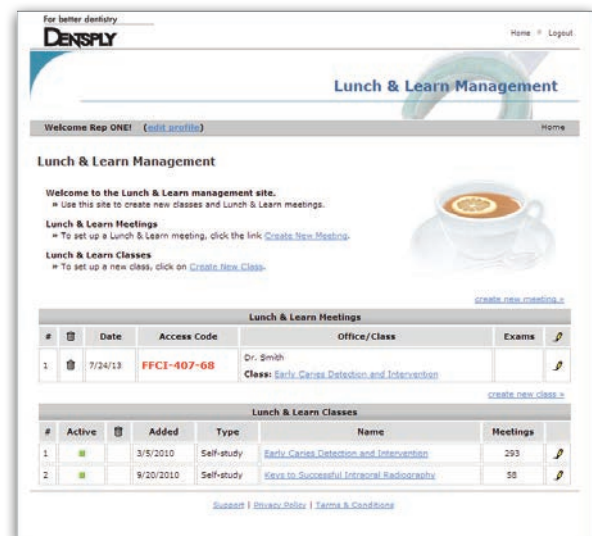 For better dentistry
DENTSPLY
Home Logout
Lunch & Learn Management
Welcome Rep ONE! (edit profile) Home
Lunch & Learn Management
Welcome to the Lunch & Learn management site.
» Use this site to create new classes and Lunch & Learn meetings.
Lunch & Learn Meetings
» To set up a Lunch & Learn meeting, click the link Create New Meeting.
Lunch & Learn Classes
» To set up a new class, click on Create New Class.
create new meeting »
Lunch & Learn Meetings
# Date Access Code Office/Class Exams
1 7/24/13 FFCI-407-68 Dr. Smith
Class: Early Caries Detection and Intervention
create new class »
Lunch & Learn Classes
# Active Added Type Name Meetings
1 3/5/2010 Self-study Early Caries Detection and Intervention 293
2 9/20/2010 Self-study Keys to Successful Intraoral Radiography 58
Support | Privacy Policy | Terms & Conditions